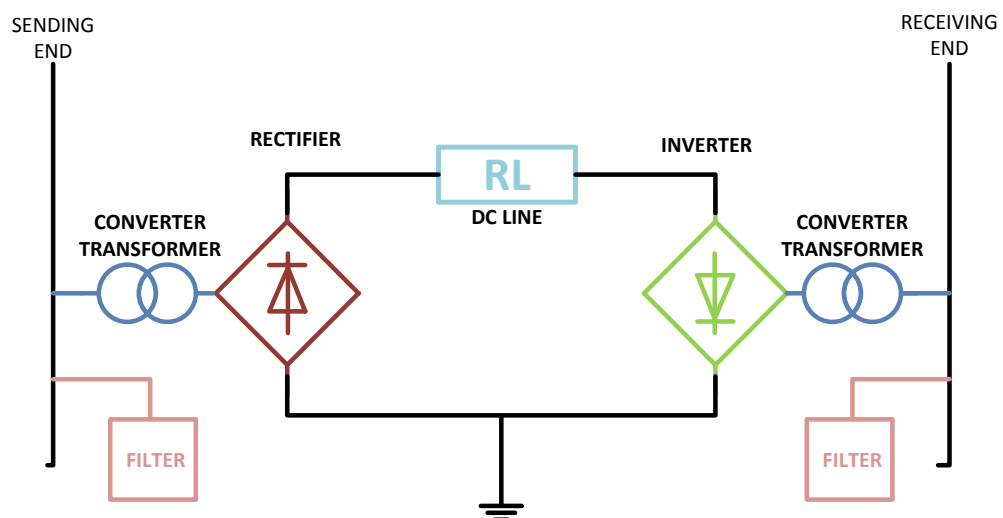 SENDING
END
RECEIVING
END
RECTIFIER
INVERTER
RL
DC LINE
CONVERTER
TRANSFORMER
CONVERTER
TRANSFORMER
FILTER
FILTER